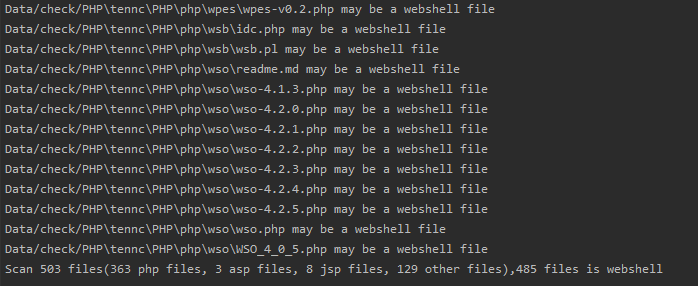 Data/check/PHP\tennc\PHP\php\wpes\wpes-v0.2.php may be a webshell file
Data/check/PHP\tennc\PHP\php\wsb\idc.php may be a webshell file
Data/check/PHP\tennc\PHP\php\wsb\wsb.pl may be a webshell file
Data/check/PHP\tennc\PHP\php\wso\readme.md may be a webshell file
Data/check/PHP\tennc\PHP\php\wso\wso-4.1.3.php may be a webshell file
Data/check/PHP\tennc\PHP\php\wso\wso-4.2.0.php may be a webshell file
Data/check/PHP\tennc\PHP\php\wso\wso-4.2.1.php may be a webshell file
Data/check/PHP\tennc\PHP\php\wso\wso-4.2.2.php may be a webshell file
Data/check/PHP\tennc\PHP\php\wso\wso-4.2.3.php may be a webshell file
Data/check/PHP\tennc\PHP\php\wso\wso-4.2.4.php may be a webshell file
Data/check/PHP\tennc\PHP\php\wso\wso-4.2.5.php may be a webshell file
Data/check/PHP\tennc\PHP\php\wso\wso.php may be a webshell file
Data/check/PHP\tennc\PHP\php\wso\WSO_4_0_5.php may be a webshell file
Scan 503 files(363 php files, 3 asp files, 8 jsp files, 129 other files),485 files is webshell